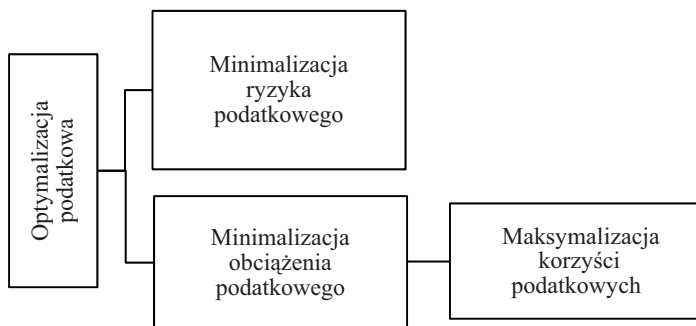 Optymalizacja
podatkowa
Minimalizacja
ryzyka
podatkowego
Minimalizacja
obciążenia
podatkowego
Maksymalizacja
korzyści
podatkowych